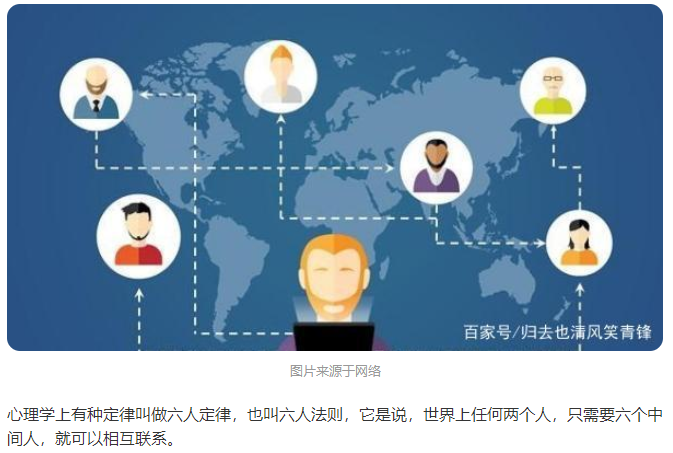 百家号/归去也清风笑青锋
图片来源于网络
心理学上有种定律叫做六人定律，也叫六人法则，它是说，世界上任何两个人，只需要六个中
间人，就可以相互联系。